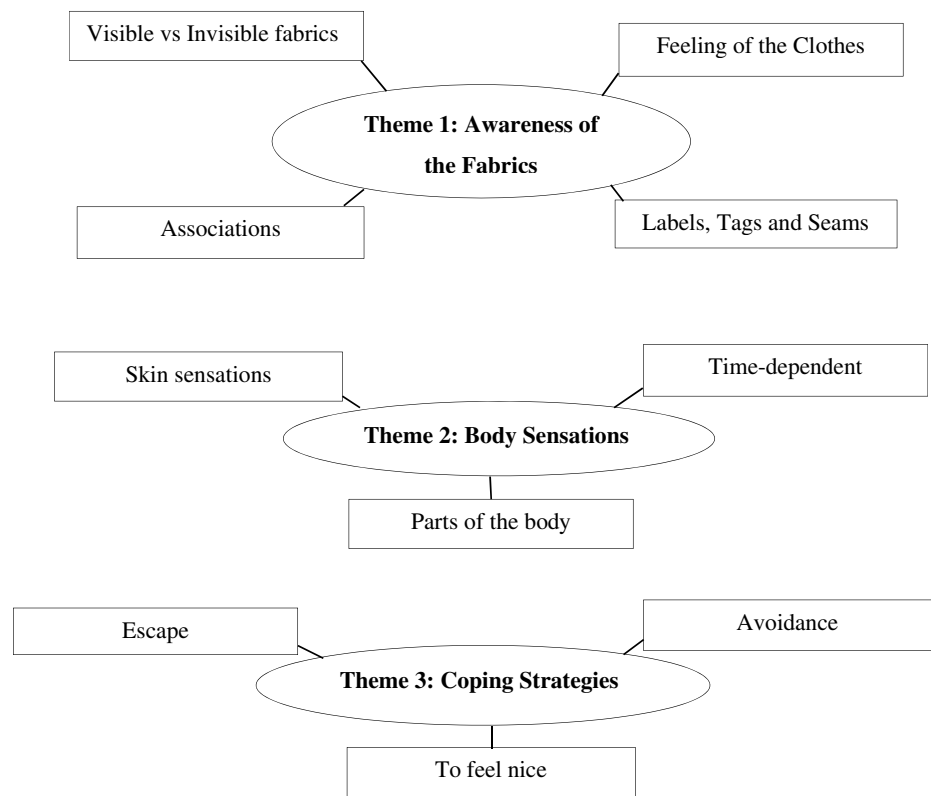 Visible vs Invisible fabrics
Feeling of the Clothes
Theme 1: Awareness of
the Fabrics
Associations
Labels, Tags and Seams
Skin sensations
Time-dependent
Theme 2: Body Sensations
Parts of the body
Escape
Avoidance
Theme 3: Coping Strategies
To feel nice